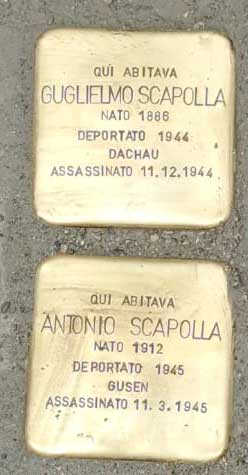 QUI ABITAVA
GUGLIELMO SCAPOLLA
NATO 1886
DEPORTATO 1944
DACHAU
ASSASSINATO 11.12.1944
QUI ABITAVA
ANTONIO SCAPOLLA
NATO 1912
DEPORTATO 1945
GUSEN
ASSASSINATO 11.3.1945